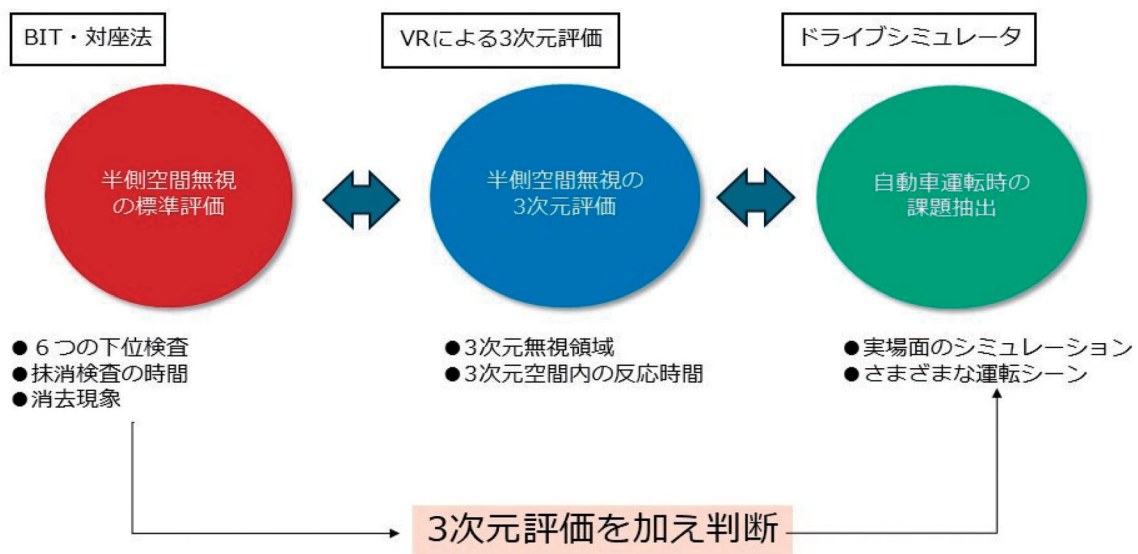 BIT・対座法
VRによる3次元評価
ドライブシミュレータ
半側空間無視
の標準評価
半側空間無視の
3次元評価
自動車運転時の
課題抽出
●６つの下位検査
●抹消検査の時間
●消去現象
●3次元無視領域
●3次元空間内の反応時間
●実場面のシミュレーション
●さまざまな運転シーン
3次元評価を加え判断